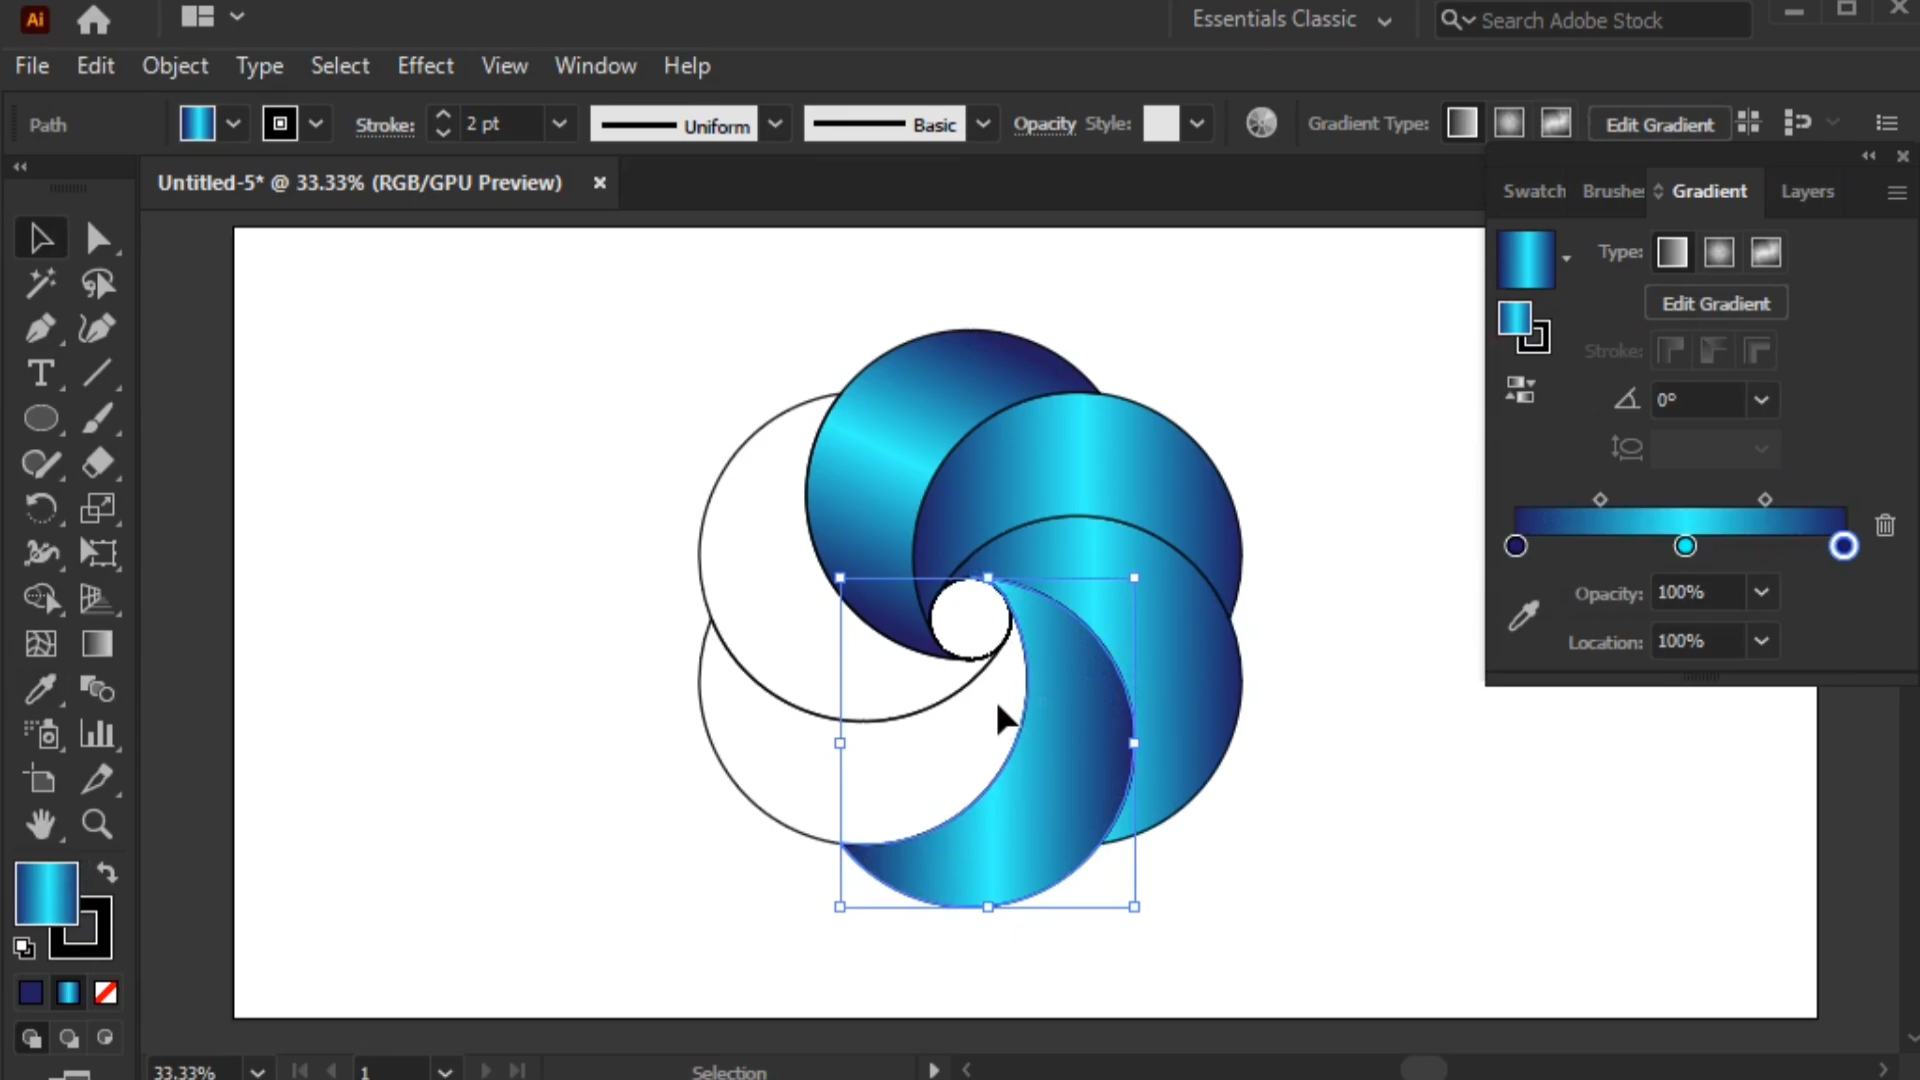 Ai
Essentials Classic
Search Adobe Stock
File Edit Object Type Select Effect View Window Help
Path
Stroke: 2 pt Uniform Basic Opacity Style: Gradient Type: Edit Gradient
Untitled-5* @ 33.33% (RGB/GPU Preview)
Swatch Brushe Gradient Layers
Type:
Edit Gradient
Stroke:
0°
Opacity: 100%
Location: 100%
33.33% 1 Selection